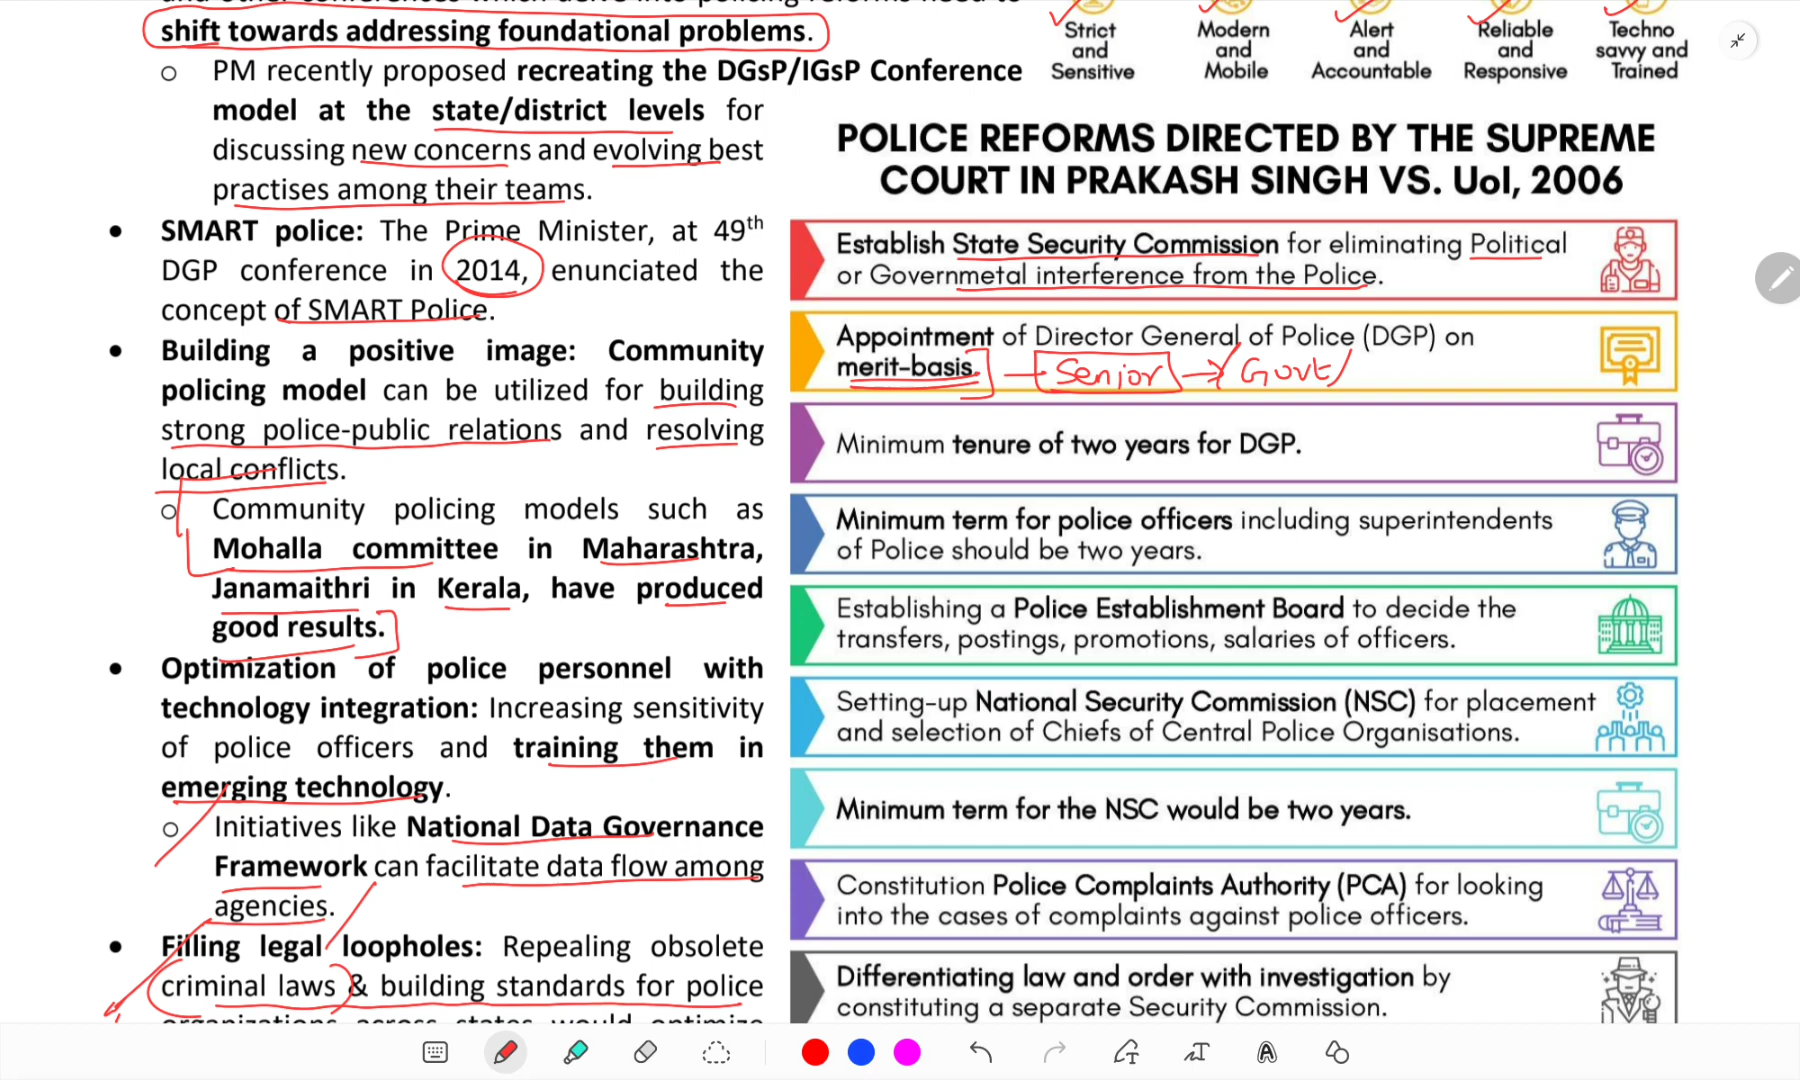 shift towards addressing foundational problems.
o PM recently proposed recreating the DGsP/IGsP Conference
model at the state/district levels for
discussing new concerns and evolving best
practises among their teams.
• SMART police: The Prime Minister, at 49th
DGP conference in 2014, enunciated the
concept of SMART Police.
• Building a positive image: Community
policing model can be utilized for building
strong police-public relations and resolving
local conflicts.
o Community policing models such as
Mohalla committee in Maharashtra,
Janamaithri in Kerala, have produced
good results.
• Optimization of police personnel with
technology integration: Increasing sensitivity
of police officers and training them in
emerging technology.
o Initiatives like National Data Governance
Framework can facilitate data flow among
agencies.
• Filling legal loopholes: Repealing obsolete
criminal laws & building standards for police
Strict
and
Sensitive
Modern
and
Mobile
Alert
and
Accountable
Reliable
and
Responsive
Techno
savvy and
Trained
POLICE REFORMS DIRECTED BY THE SUPREME
COURT IN PRAKASH SINGH VS. UoI, 2006
Establish State Security Commission for eliminating Political
or Governmetal interference from the Police.
Appointment of Director General of Police (DGP) on
merit-basis.
Senior → Govt
Minimum tenure of two years for DGP.
Minimum term for police officers including superintendents
of Police should be two years.
Establishing a Police Establishment Board to decide the
transfers, postings, promotions, salaries of officers.
Setting-up National Security Commission (NSC) for placement
and selection of Chiefs of Central Police Organisations.
Minimum term for the NSC would be two years.
Constitution Police Complaints Authority (PCA) for looking
into the cases of complaints against police officers.
Differentiating law and order with investigation by
constituting a separate Security Commission.